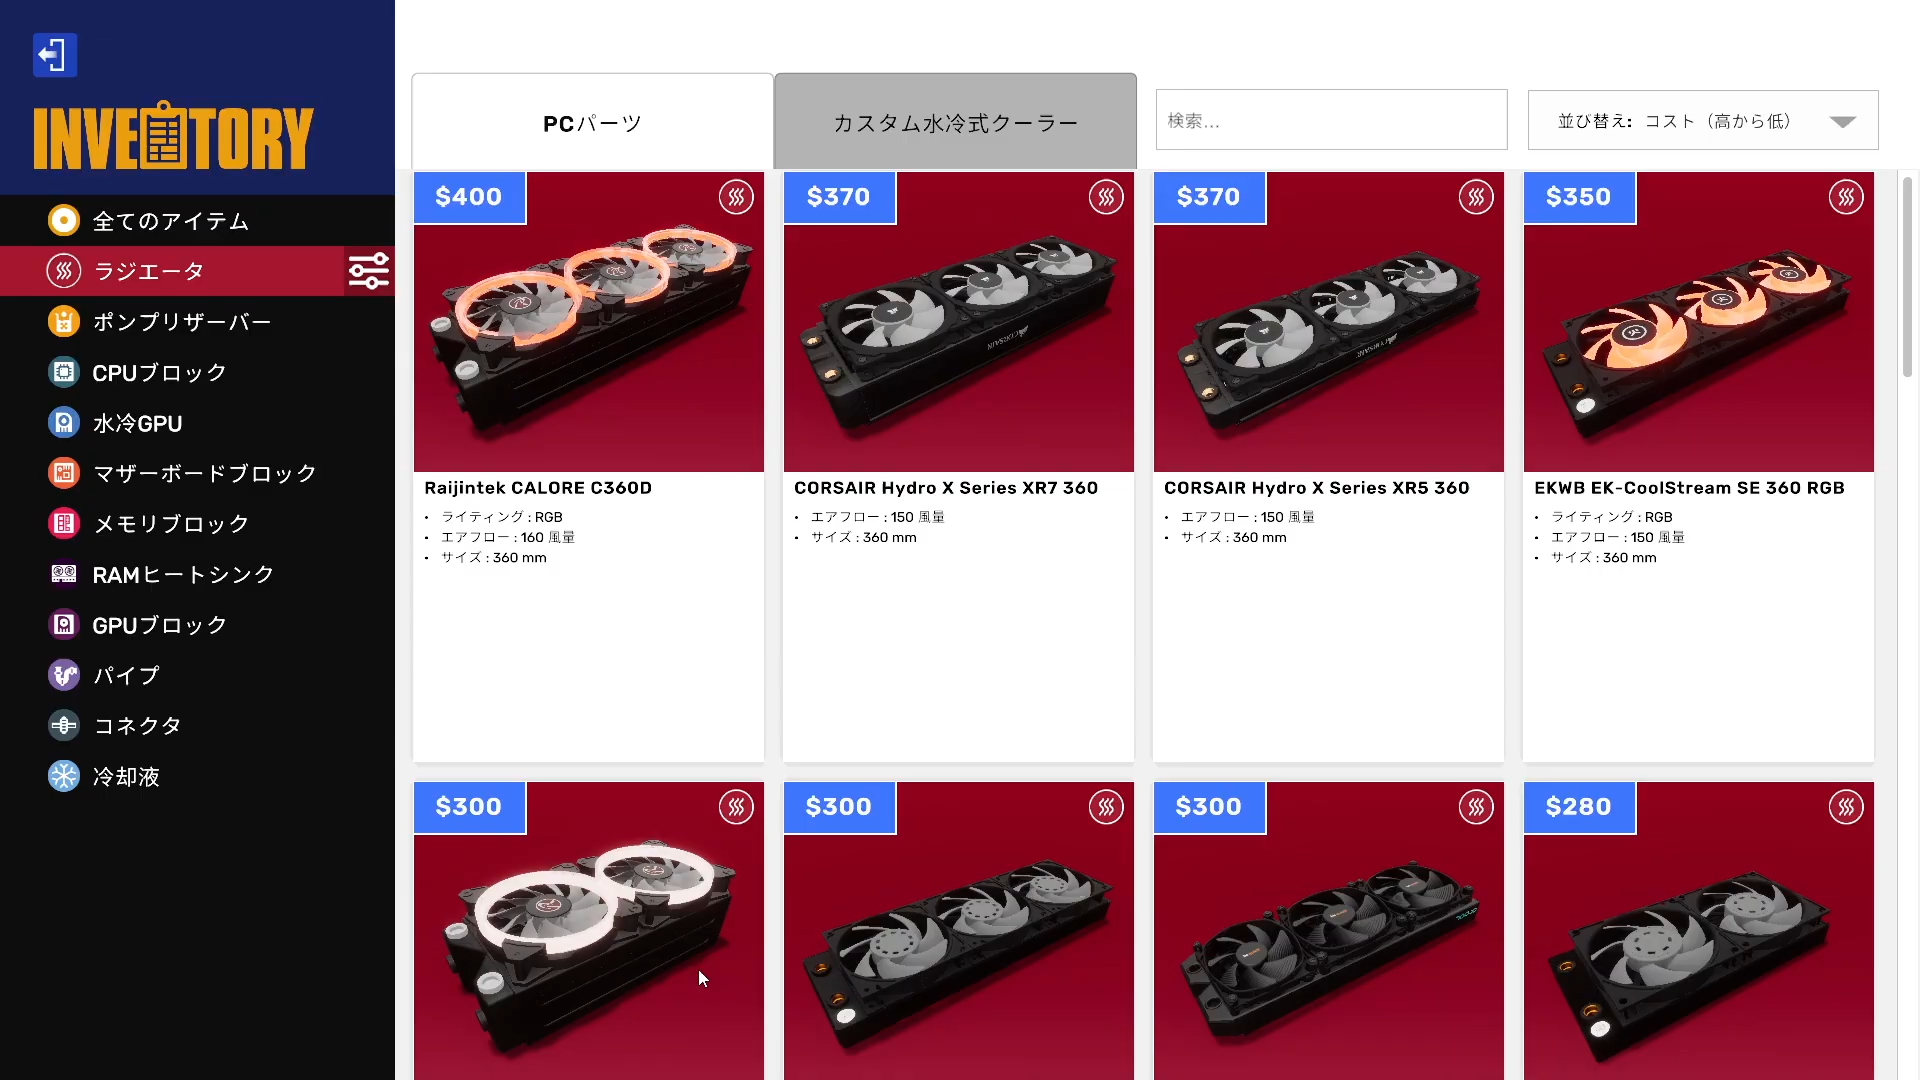 INVENTORY
PCパーツ
カスタム水冷式クーラー
検索...
並び替え: コスト（高から低）
全てのアイテム
ラジエータ
ポンプリザーバー
CPUブロック
水冷GPU
マザーボードブロック
メモリブロック
RAMヒートシンク
GPUブロック
パイプ
コネクタ
冷却液
$400
$370
$370
$350
CORSAIR
CORSAIR
Raijintek CALORE C360D
• ライティング : RGB
• エアフロー : 160 風量
• サイズ : 360 mm
CORSAIR Hydro X Series XR7 360
• エアフロー : 150 風量
• サイズ : 360 mm
CORSAIR Hydro X Series XR5 360
• エアフロー : 150 風量
• サイズ : 360 mm
EKWB EK-CoolStream SE 360 RGB
• ライティング : RGB
• エアフロー : 150 風量
• サイズ : 360 mm
$300
$300
$300
$280